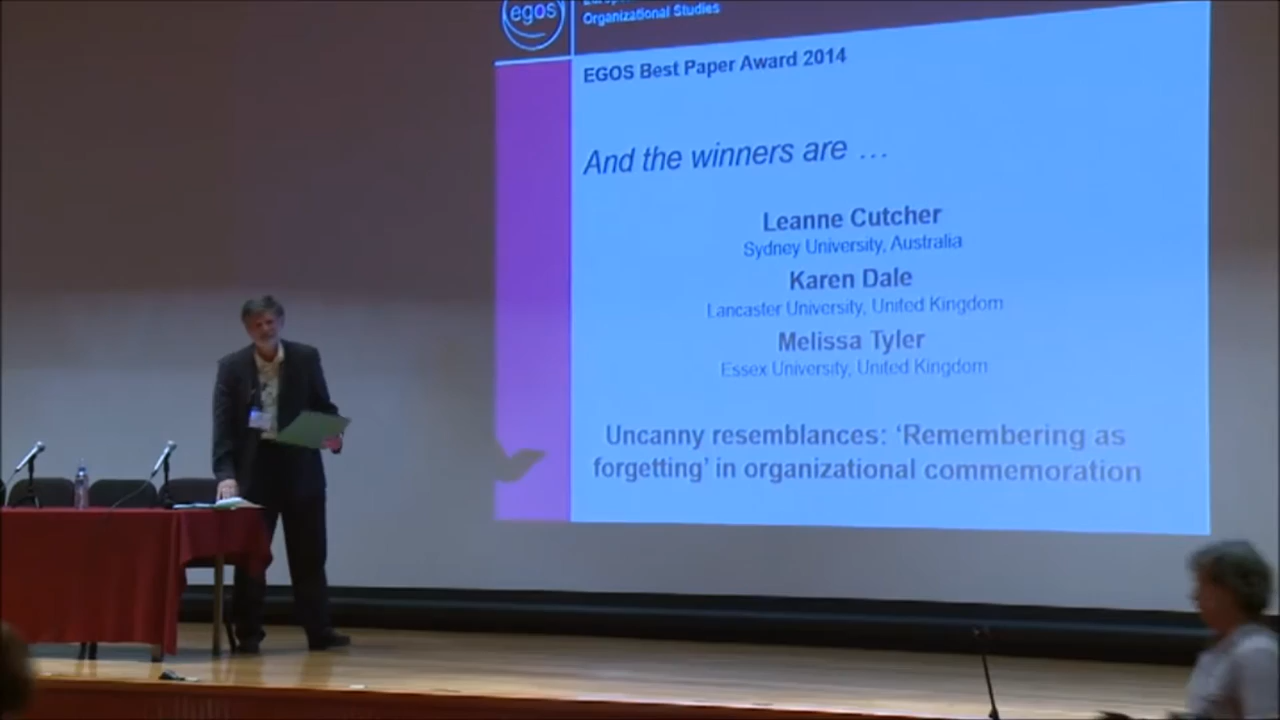 egos
Organizational Studies
EGOS Best Paper Award 2014
And the winners are …
Leanne Cutcher
Sydney University, Australia
Karen Dale
Lancaster University, United Kingdom
Melissa Tyler
Essex University, United Kingdom
Uncanny resemblances: ‘Remembering as
forgetting’ in organizational commemoration